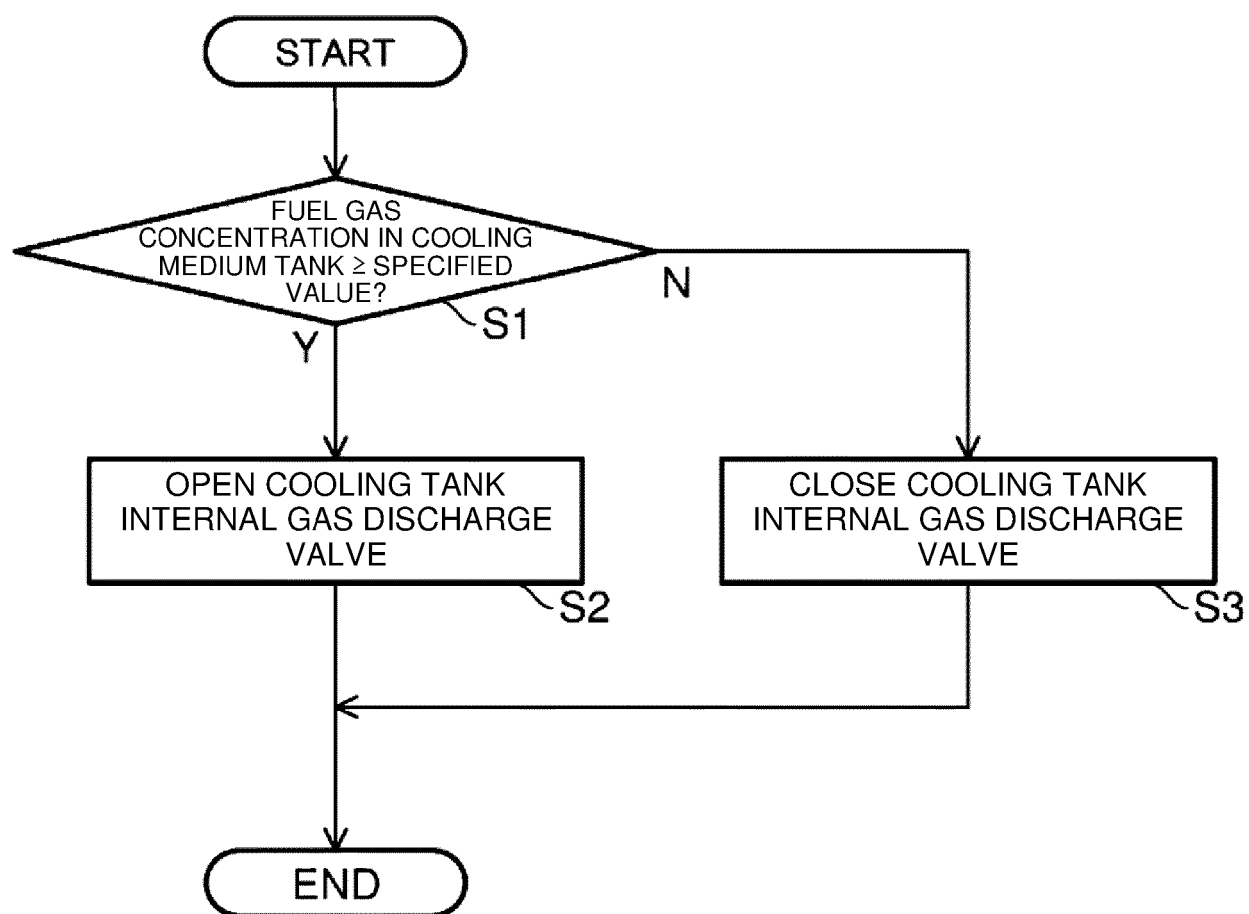 START
FUEL GAS
CONCENTRATION IN COOLING
MEDIUM TANK ≥ SPECIFIED
VALUE?
N
S1
Y
OPEN COOLING TANK
INTERNAL GAS DISCHARGE
VALVE
S2
CLOSE COOLING TANK
INTERNAL GAS DISCHARGE
VALVE
S3
END